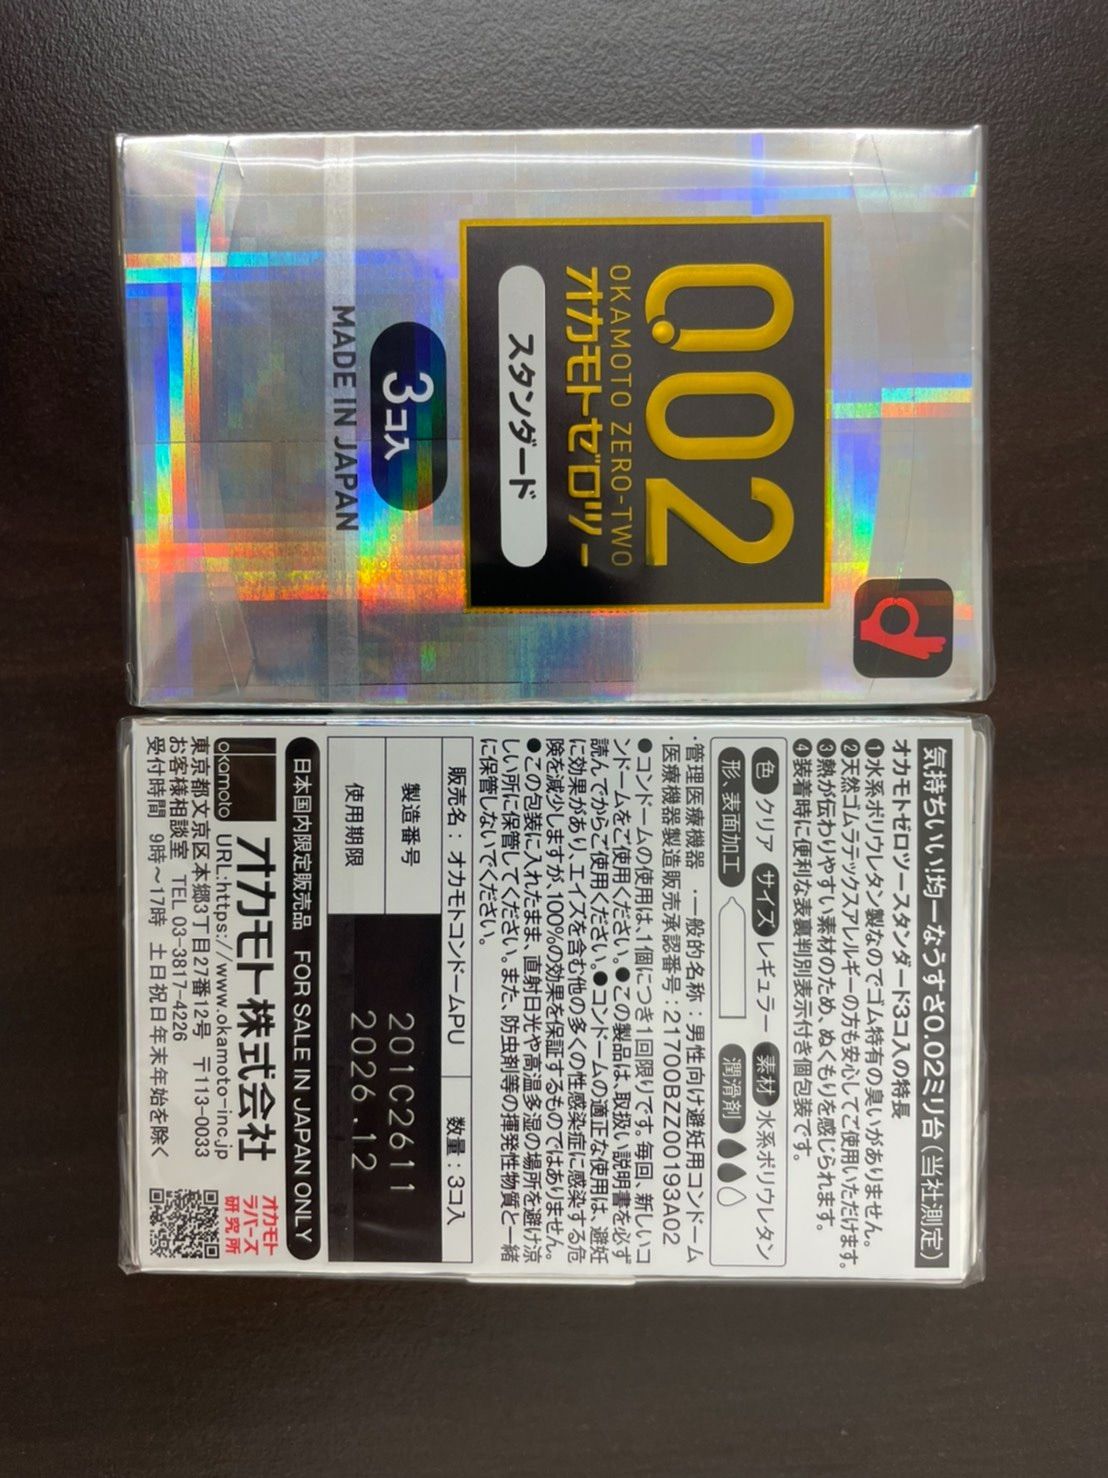 0.02
OKAMOTO ZERO-TWO
オカモトゼロツー
スタンダード
3コ入
MADE IN JAPAN
気持ちいい!均一なうすさ0.02ミリ台(当社測定)
オカモトゼロツースタンダード3コ入の特長
❶水系ポリウレタン製なのでゴム特有の臭いがありません。
❷天然ゴムラテックスアレルギーの方も安心してご使用いただけます。
❸熱が伝わりやすい素材のため、ぬくもりを感じられます。
❹装着時に便利な表裏判別表示付き個包装です。
色 クリア サイズ レギュラー 素材 水系ポリウレタン
形、表面加工 潤滑剤
・管理医療機器 ・一般的名称:男性向け避妊用コンドーム
・医療機器製造販売承認番号:21700BZZ00193A02
●コンドームの使用は、1個につき1回限りです。毎回、新しいコ
ンドームをご使用ください。●この製品は、取扱い説明書を必ず
読んでからご使用ください。●コンドームの適正な使用は、避妊
に効果があり、エイズを含む他の多くの性感染症に感染する危
険を減少しますが、100%の効果を保証するものではありません。
●この包装に入れたまま、直射日光や高温多湿の場所を避け涼
しい所に保管してください。また、防虫剤等の揮発性物質と一緒
に保管しないでください。
販売名:オカモトコンドームPU 数量:3コ入
製造番号 201C2611
使用期限 2026.12
日本国内限定販売品 FOR SALE IN JAPAN ONLY
オカモト株式会社
okamoto URL:https://www.okamoto-inc.jp
東京都文京区本郷3丁目27番12号 〒113-0033
お客様相談室 TEL 03-3817-4226
受付時間 9時〜17時 土日祝日年末年始を除く
オカモト
ラバーズ
研究所